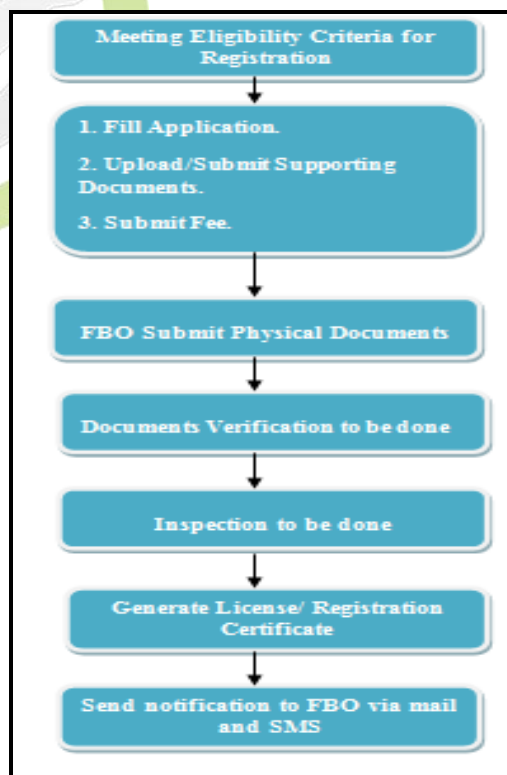 Meeting Eligibility Criteria for
Registration
1. Fill Application.
2. Upload/Submit Supporting
Documents.
3. Submit Fee.
FBO Submit Physical Documents
Documents Verification to be done
Inspection to be done
Generate License/ Registration
Certificate
Send notification to FBO via mail
and SMS